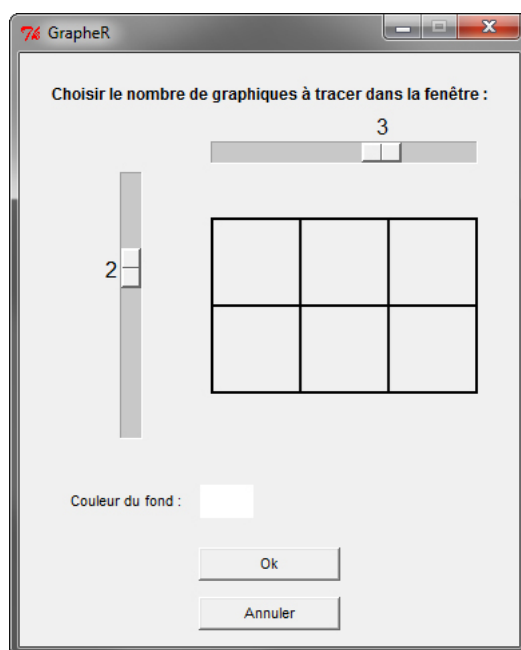 GrapheR
Choisir le nombre de graphiques à tracer dans la fenêtre :
3
2
Couleur du fond :
Ok
Annuler